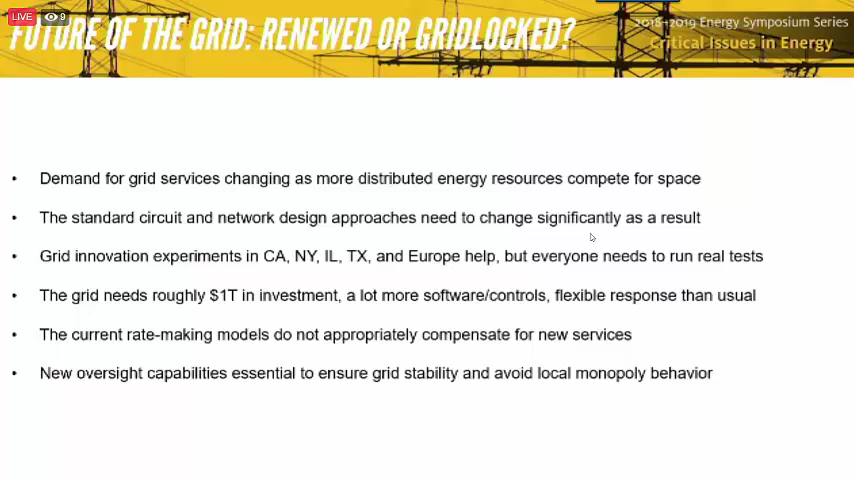 LIVE 9
FUTURE OF THE GRID: RENEWED OR GRIDLOCKED?
2018-2019 Energy Symposium Series
Critical Issues in Energy
• Demand for grid services changing as more distributed energy resources compete for space
• The standard circuit and network design approaches need to change significantly as a result
• Grid innovation experiments in CA, NY, IL, TX, and Europe help, but everyone needs to run real tests
• The grid needs roughly $1T in investment, a lot more software/controls, flexible response than usual
• The current rate-making models do not appropriately compensate for new services
• New oversight capabilities essential to ensure grid stability and avoid local monopoly behavior